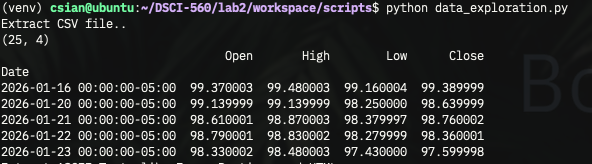 (venv) csian@ubuntu:~/DSCI-560/lab2/workspace/scripts$ python data_exploration.py
Extract CSV file..
(25, 4)
Open High Low Close
Date
2026-01-16 00:00:00-05:00 99.370003 99.480003 99.160004 99.389999
2026-01-20 00:00:00-05:00 99.139999 99.139999 98.250000 98.639999
2026-01-21 00:00:00-05:00 98.610001 98.870003 98.379997 98.760002
2026-01-22 00:00:00-05:00 98.790001 98.830002 98.279999 98.360001
2026-01-23 00:00:00-05:00 98.330002 98.480003 97.430000 97.599998